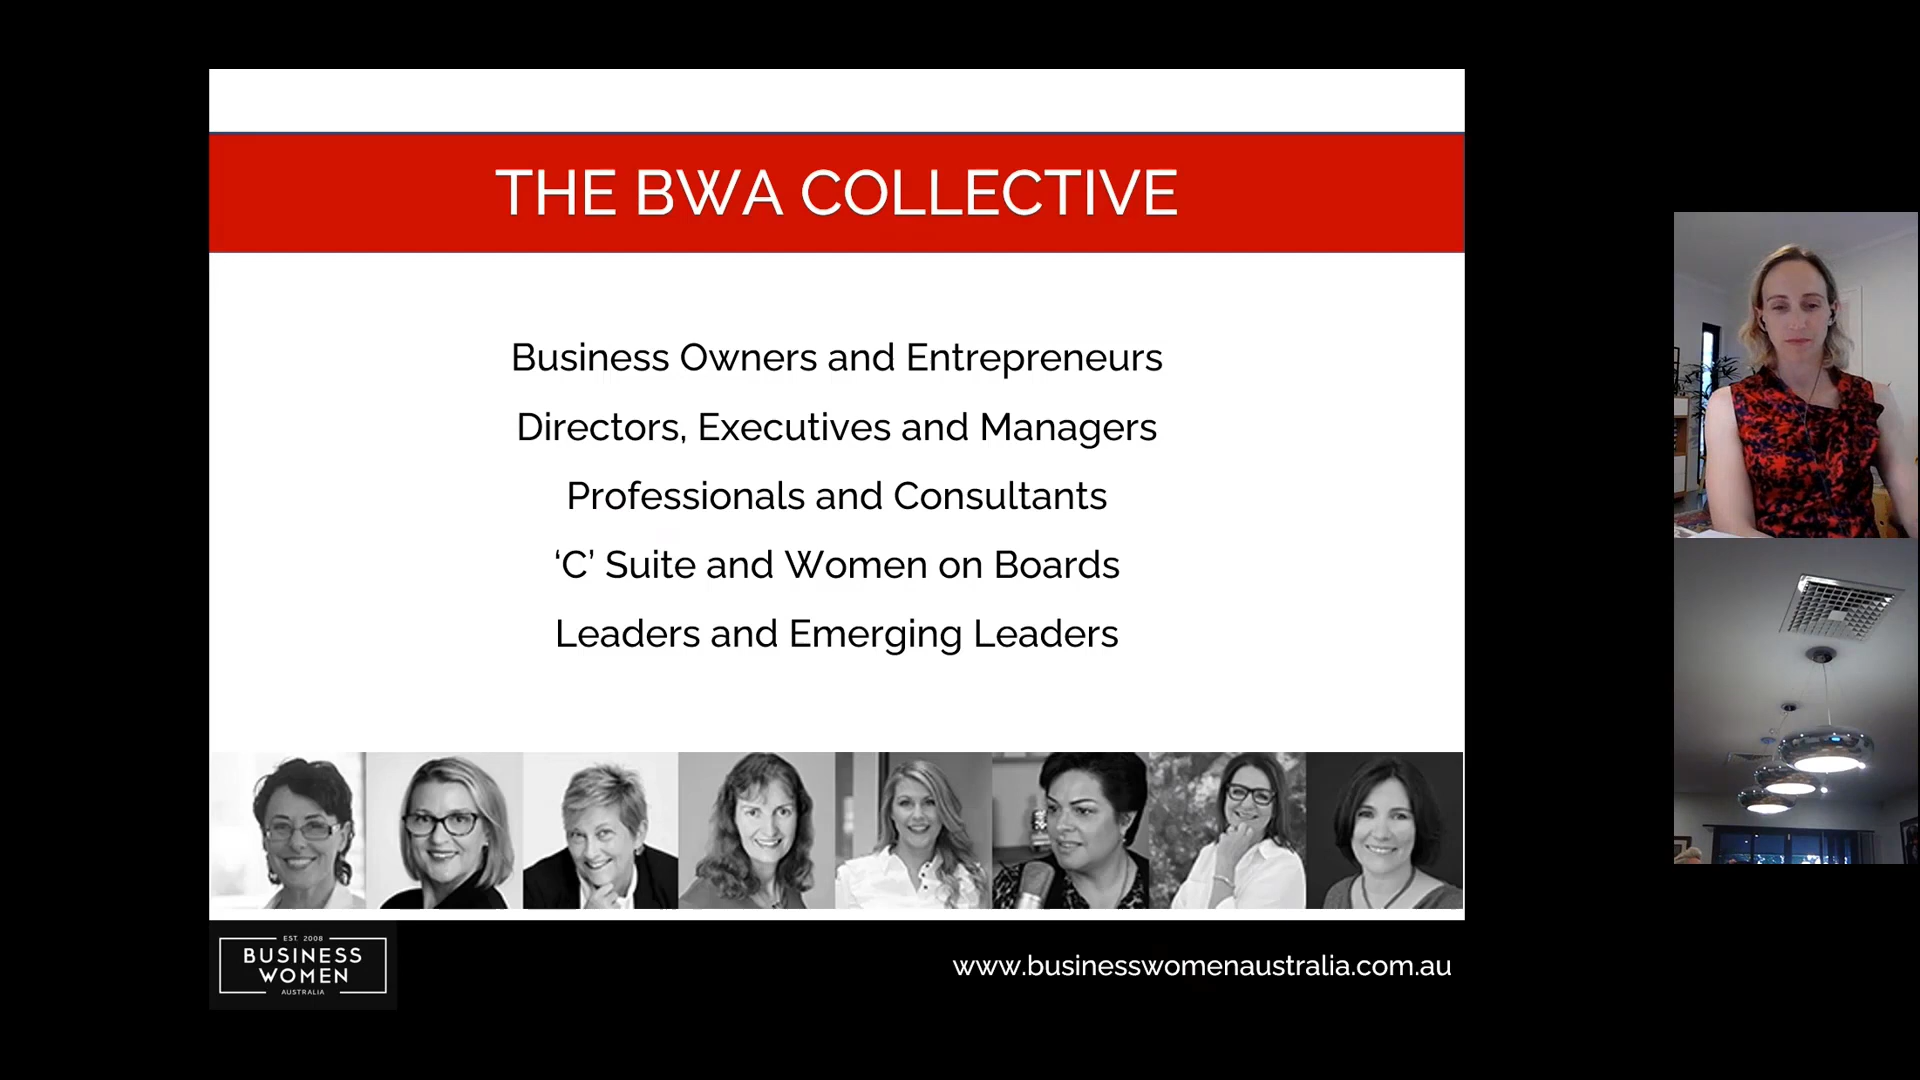 THE BWA COLLECTIVE
Business Owners and Entrepreneurs
Directors, Executives and Managers
Professionals and Consultants
‘C’ Suite and Women on Boards
Leaders and Emerging Leaders
EST. 2008
BUSINESS
WOMEN
AUSTRALIA
www.businesswomenaustralia.com.au